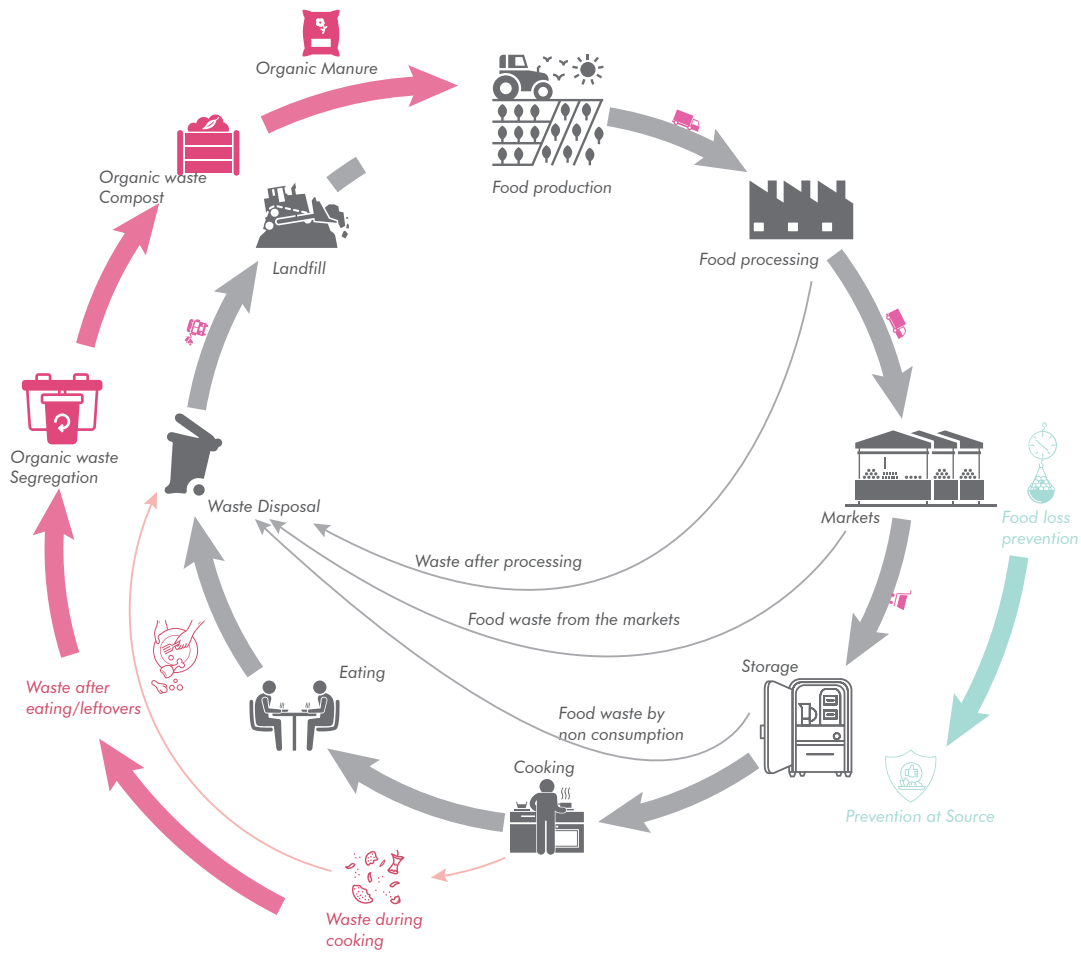 Organic Manure
Organic waste
Compost
Food production
Landfill
Food processing
Organic waste
Segregation
Waste Disposal
Markets
Food loss
prevention
Waste after processing
Food waste from the markets
Storage
Eating
Waste after
eating/leftovers
Food waste by
non consumption
Cooking
Prevention at Source
Waste during
cooking